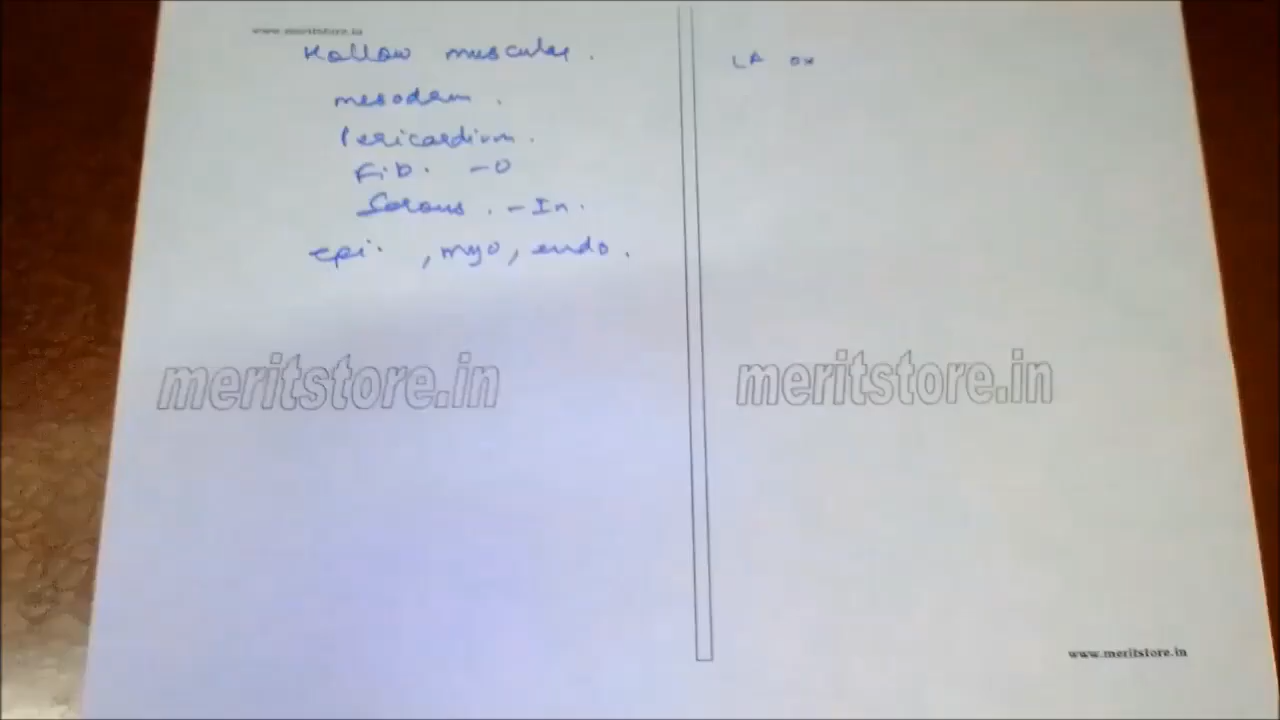 www.meritstore.in
Hollow muscular.
mesoderm.
Pericardium.
Fib. - O
Serous. - In.
epi. , myo, endo.
meritstore.in
LA ox
meritstore.in
www.meritstore.in